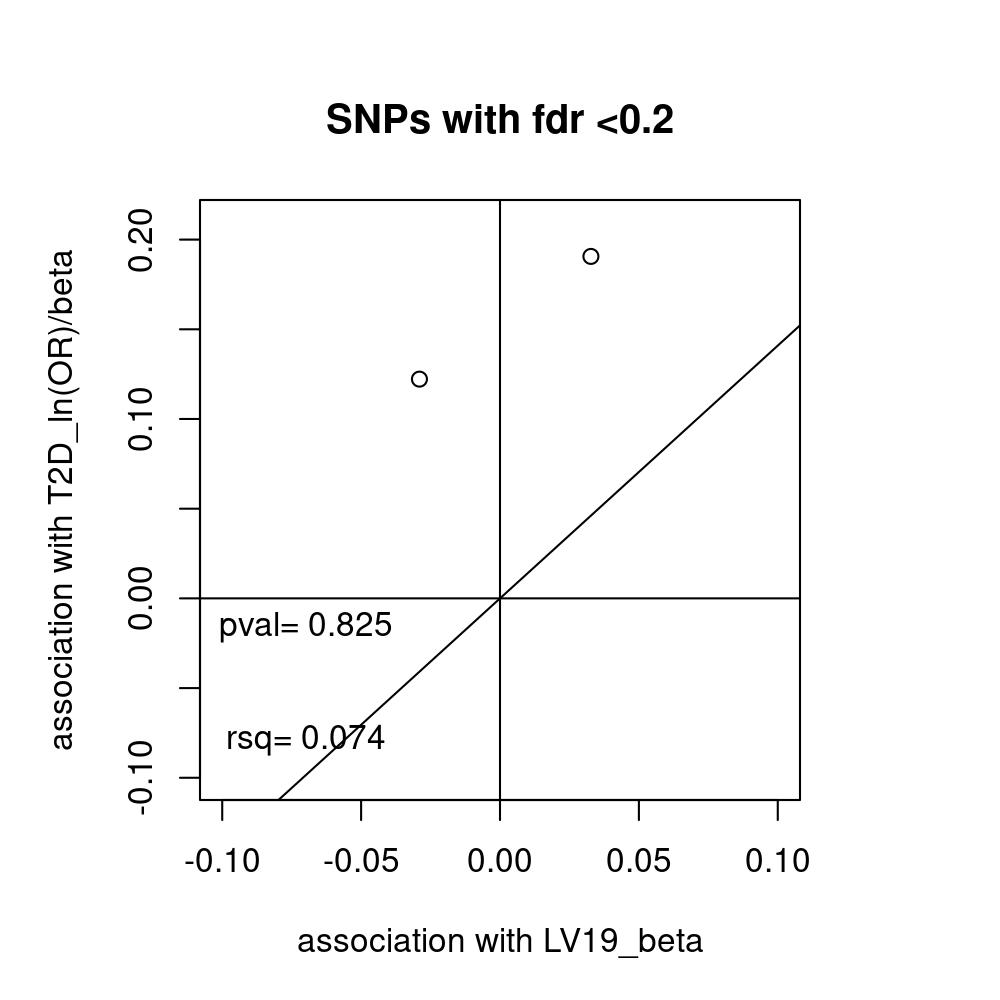 SNPs with fdr <0.2
association with T2D_ln(OR)/beta
0.20
0.10
0.00
-0.10
pval= 0.825
rsq= 0.074
-0.10 -0.05 0.00 0.05 0.10
association with LV19_beta